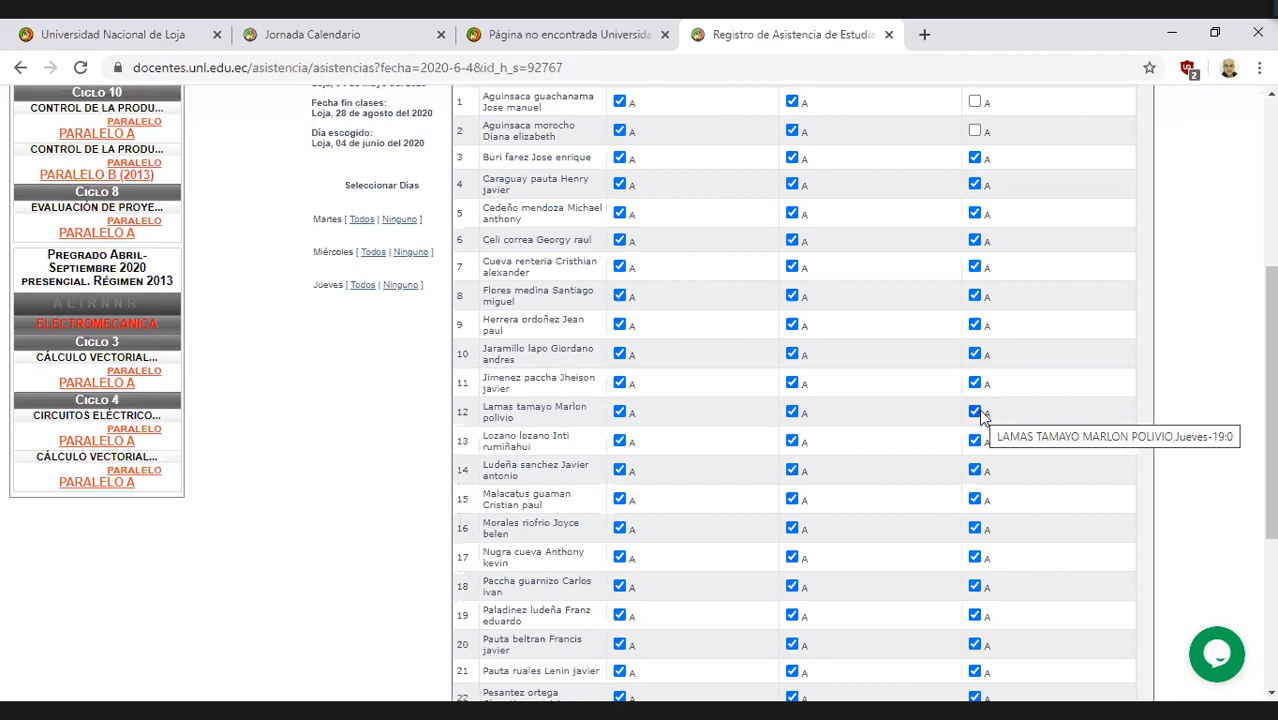 Universidad Nacional de Loja
Jornada Calendario
Página no encontrada Universida
Registro de Asistencia de Estudia
docentes.unl.edu.ec/asistencia/asistencias?fecha=2020-6-4&id_h_s=92767
2
Ciclo 10
CONTROL DE LA PRODU...
PARALELO
PARALELO A
CONTROL DE LA PRODU...
PARALELO
PARALELO B (2013)
Ciclo 8
EVALUACIÓN DE PROYE...
PARALELO
PARALELO A
Pregrado Abril-
Septiembre 2020
presencial. Régimen 2013
A E I R N N R
ELECTROMECANICA
Ciclo 3
CÁLCULO VECTORIAL...
PARALELO
PARALELO A
Ciclo 4
CIRCUITOS ELÉCTRICO...
PARALELO
PARALELO A
CÁLCULO VECTORIAL...
PARALELO
PARALELO A
Fecha fin clases:
Loja, 28 de agosto del 2020
Día escogido:
Loja, 04 de junio del 2020
Seleccionar Dias
Martes [ Todos | Ninguno ]
Miércoles [ Todos | Ninguno ]
Jueves [ Todos | Ninguno ]
1 Aguinsaca guachanama Jose manuel A A A
2 Aguinsaca morocho Diana elizabeth A A A
3 Buri farez Jose enrique A A A
4 Caraguay pauta Henry javier A A A
5 Cedeño mendoza Michael anthony A A A
6 Celi correa Georgy raul A A A
7 Cueva renteria Cristhian alexander A A A
8 Flores medina Santiago miguel A A A
9 Herrera ordoñez Jean paul A A A
10 Jaramillo lapo Giordano andres A A A
11 Jimenez paccha Jheison javier A A A
12 Lamas tamayo Marlon polivio A A A
LAMAS TAMAYO MARLON POLIVIO,Jueves-19:0
13 Lozano lozano Inti rumiñahui A A A
14 Ludeña sanchez Javier antonio A A A
15 Malacatus guaman Cristian paul A A A
16 Morales riofrio Joyce belen A A A
17 Nugra cueva Anthony kevin A A A
18 Paccha guarnizo Carlos ivan A A A
19 Paladinez ludeña Franz eduardo A A A
20 Pauta beltran Francis javier A A A
21 Pauta ruales Lenin javier A A A
22 Pesantez ortega A A A